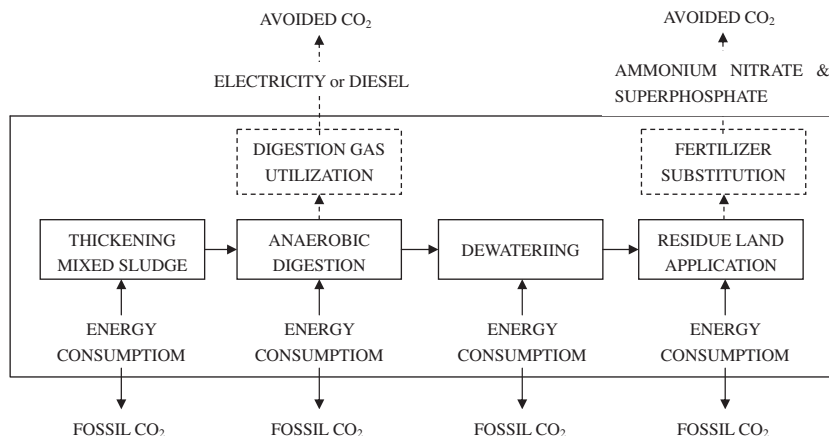 AVOIDED CO₂
AVOIDED CO₂
ELECTRICITY or DIESEL
AMMONIUM NITRATE &
SUPERPHOSPHATE
DIGESTION GAS
UTILIZATION
FERTILIZER
SUBSTITUTION
THICKENING
MIXED SLUDGE
ANAEROBIC
DIGESTION
DEWATERIING
RESIDUE LAND
APPLICATION
ENERGY
CONSUMPTIOM
ENERGY
CONSUMPTIOM
ENERGY
CONSUMPTIOM
ENERGY
CONSUMPTIOM
FOSSIL CO₂
FOSSIL CO₂
FOSSIL CO₂
FOSSIL CO₂